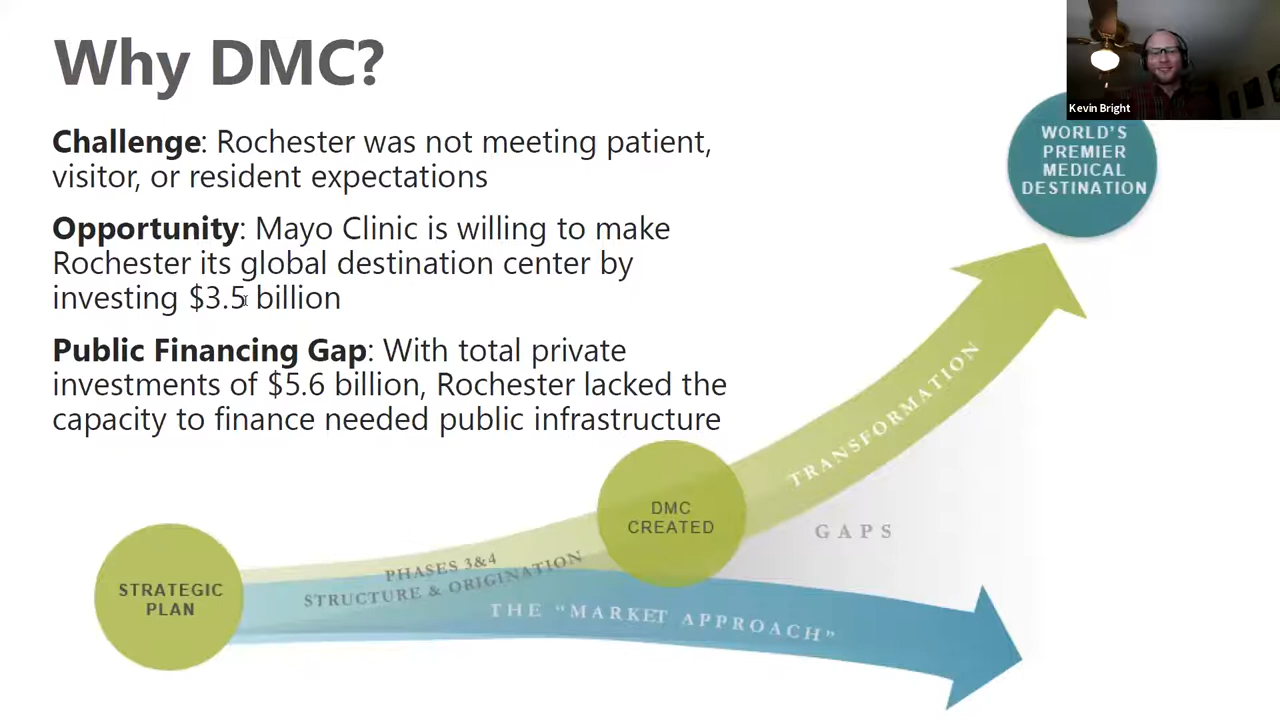 Why DMC?
Kevin Bright
Challenge: Rochester was not meeting patient,
visitor, or resident expectations
Opportunity: Mayo Clinic is willing to make
Rochester its global destination center by
investing $3.5 billion
Public Financing Gap: With total private
investments of $5.6 billion, Rochester lacked the
capacity to finance needed public infrastructure
WORLD'S
PREMIER
MEDICAL
DESTINATION
TRANSFORMATION
DMC
CREATED
GAPS
PHASES 3&4
STRUCTURE & ORIGINATION
STRATEGIC
PLAN
THE "MARKET APPROACH"